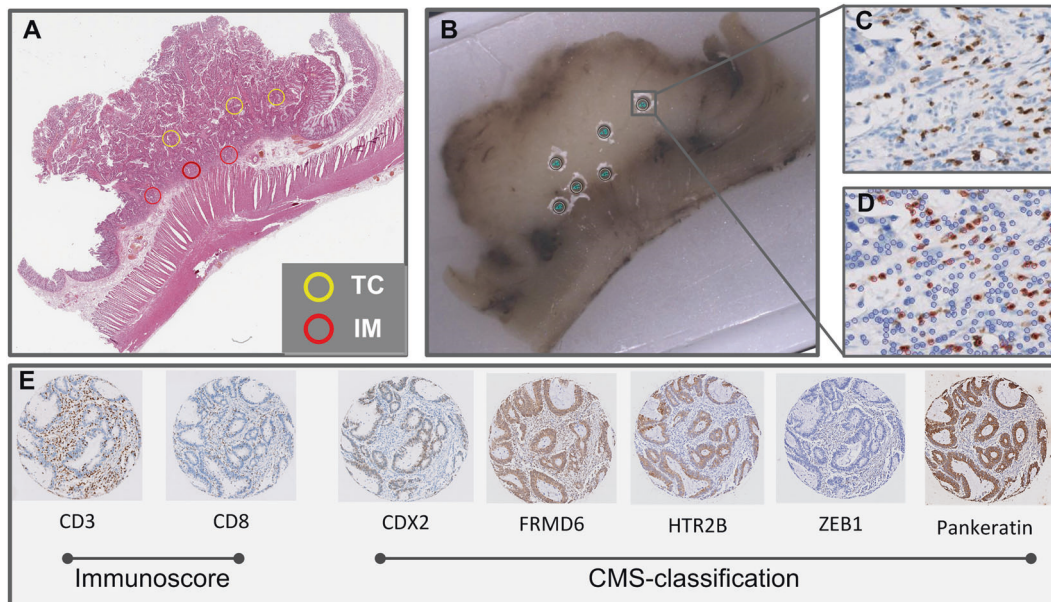 A
B
C
D
TC
IM
E
CD3
CD8
CDX2
FRMD6
HTR2B
ZEB1
Pankeratin
Immunoscore
CMS-classification